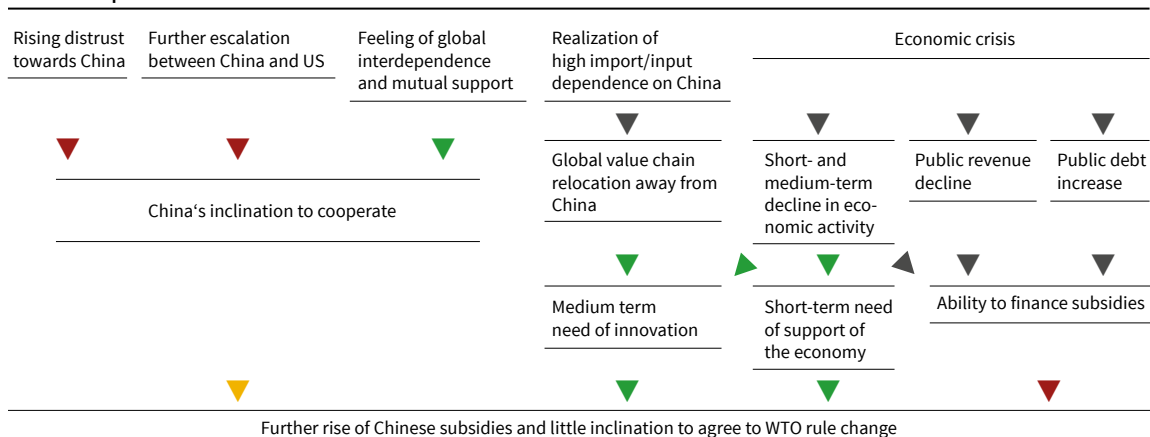 Rising distrust
towards China
Further escalation
between China and US
Feeling of global
interdependence
and mutual support
Realization of
high import/input
dependence on China
Economic crisis
Global value chain
relocation away from
China
Short- and
medium-term
decline in eco-
nomic activity
Public revenue
decline
Public debt
increase
China‘s inclination to cooperate
Medium term
need of innovation
Short-term need
of support of
the economy
Ability to finance subsidies
Further rise of Chinese subsidies and little inclination to agree to WTO rule change